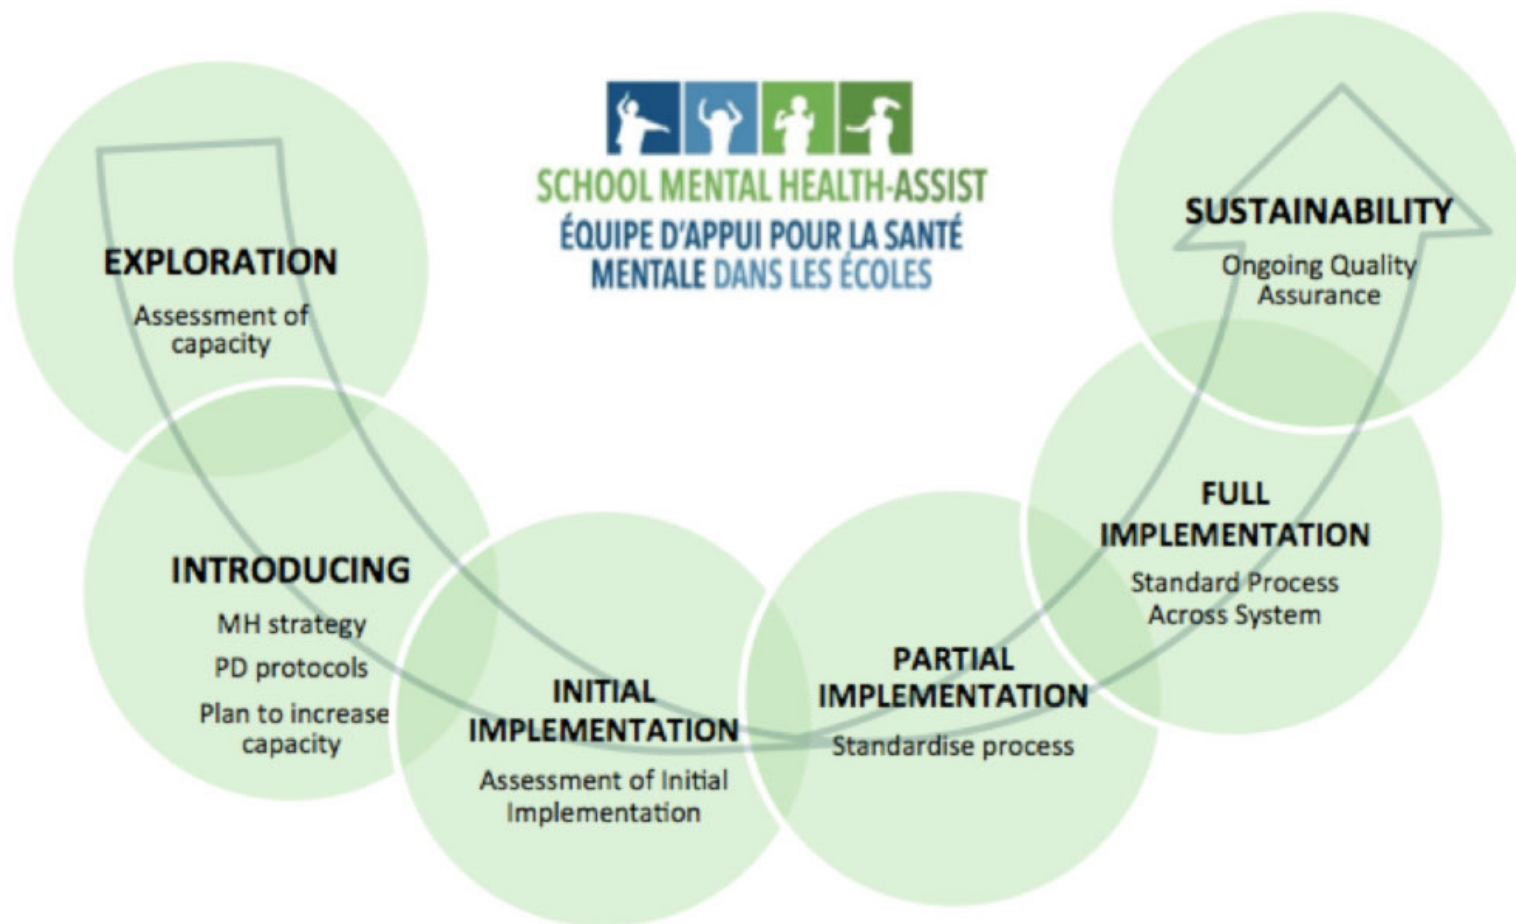 SCHOOL MENTAL HEALTH-ASSIST
ÉQUIPE D'APPUI POUR LA SANTÉ
MENTALE DANS LES ÉCOLES
EXPLORATION
Assessment of
capacity
INTRODUCING
MH strategy
PD protocols
Plan to increase
capacity
INITIAL
IMPLEMENTATION
Assessment of Initial
Implementation
PARTIAL
IMPLEMENTATION
Standardise process
FULL
IMPLEMENTATION
Standard Process
Across System
SUSTAINABILITY
Ongoing Quality
Assurance